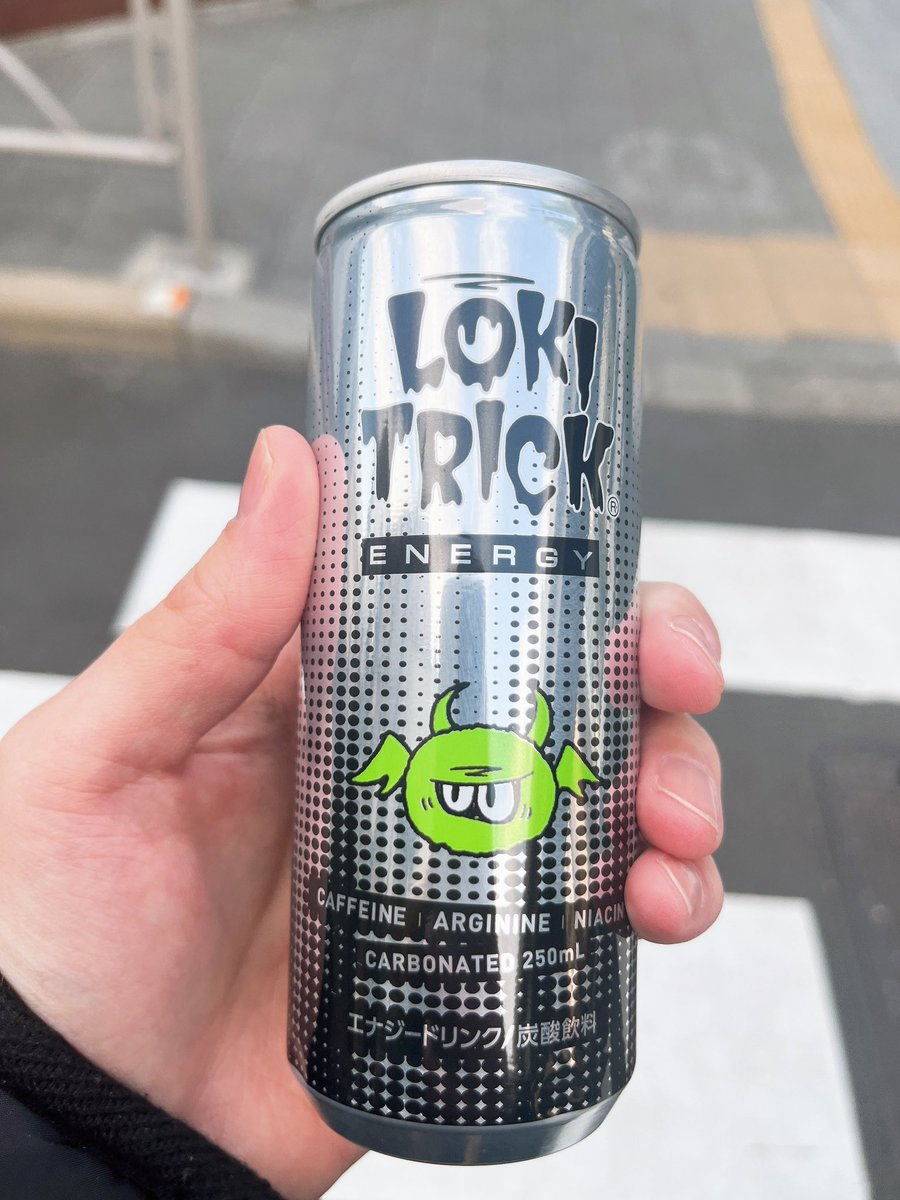 LOKI
TRICK®
ENERGY
CAFFEINE | ARGININE | NIACIN
CARBONATED 250mL
エナジードリンク/炭酸飲料